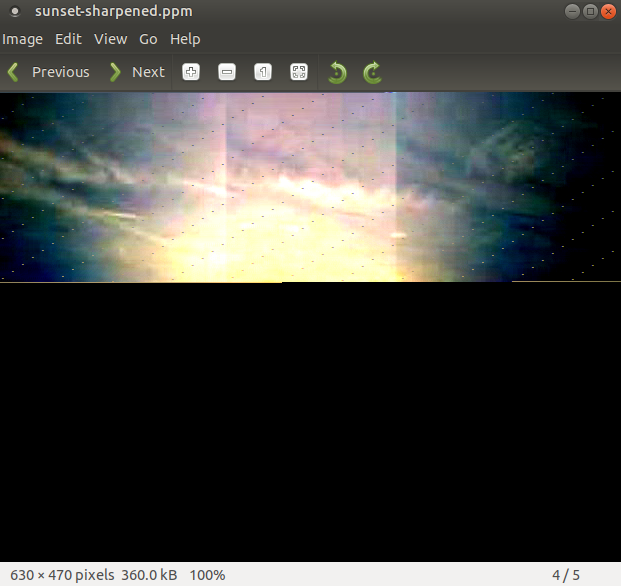 sunset-sharpened.ppm
Image Edit View Go Help
Previous Next
630 × 470 pixels 360.0 kB 100% 4 / 5